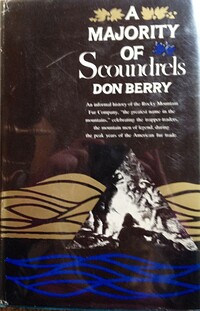 A
MAJORITY
OF
Scoundrels
DON BERRY
An informal history of the Rocky Mountain
Fur Company, "the greatest name in the
mountains," celebrating the trapper-traders,
the mountain men of legend, during
the peak years of the American fur trade.